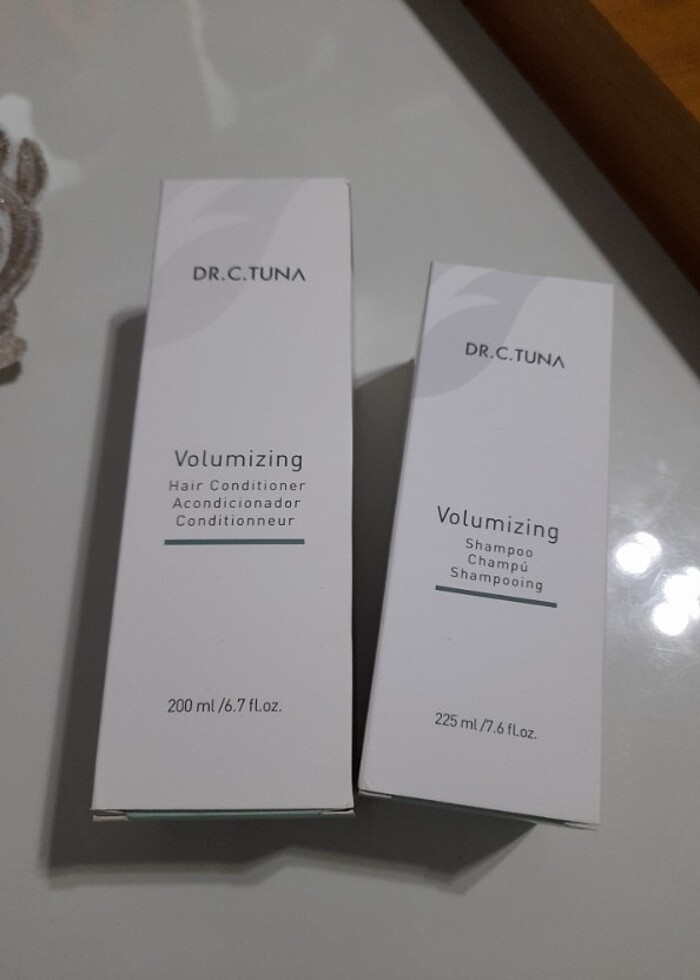 DR.C.TUNA
Volumizing
Hair Conditioner
Acondicionador
Conditionneur
200 ml/6.7 fl.oz.
DR.C.TUNA
Volumizing
Shampoo
Champú
Shampooing
225 ml/7.6 fl.oz.